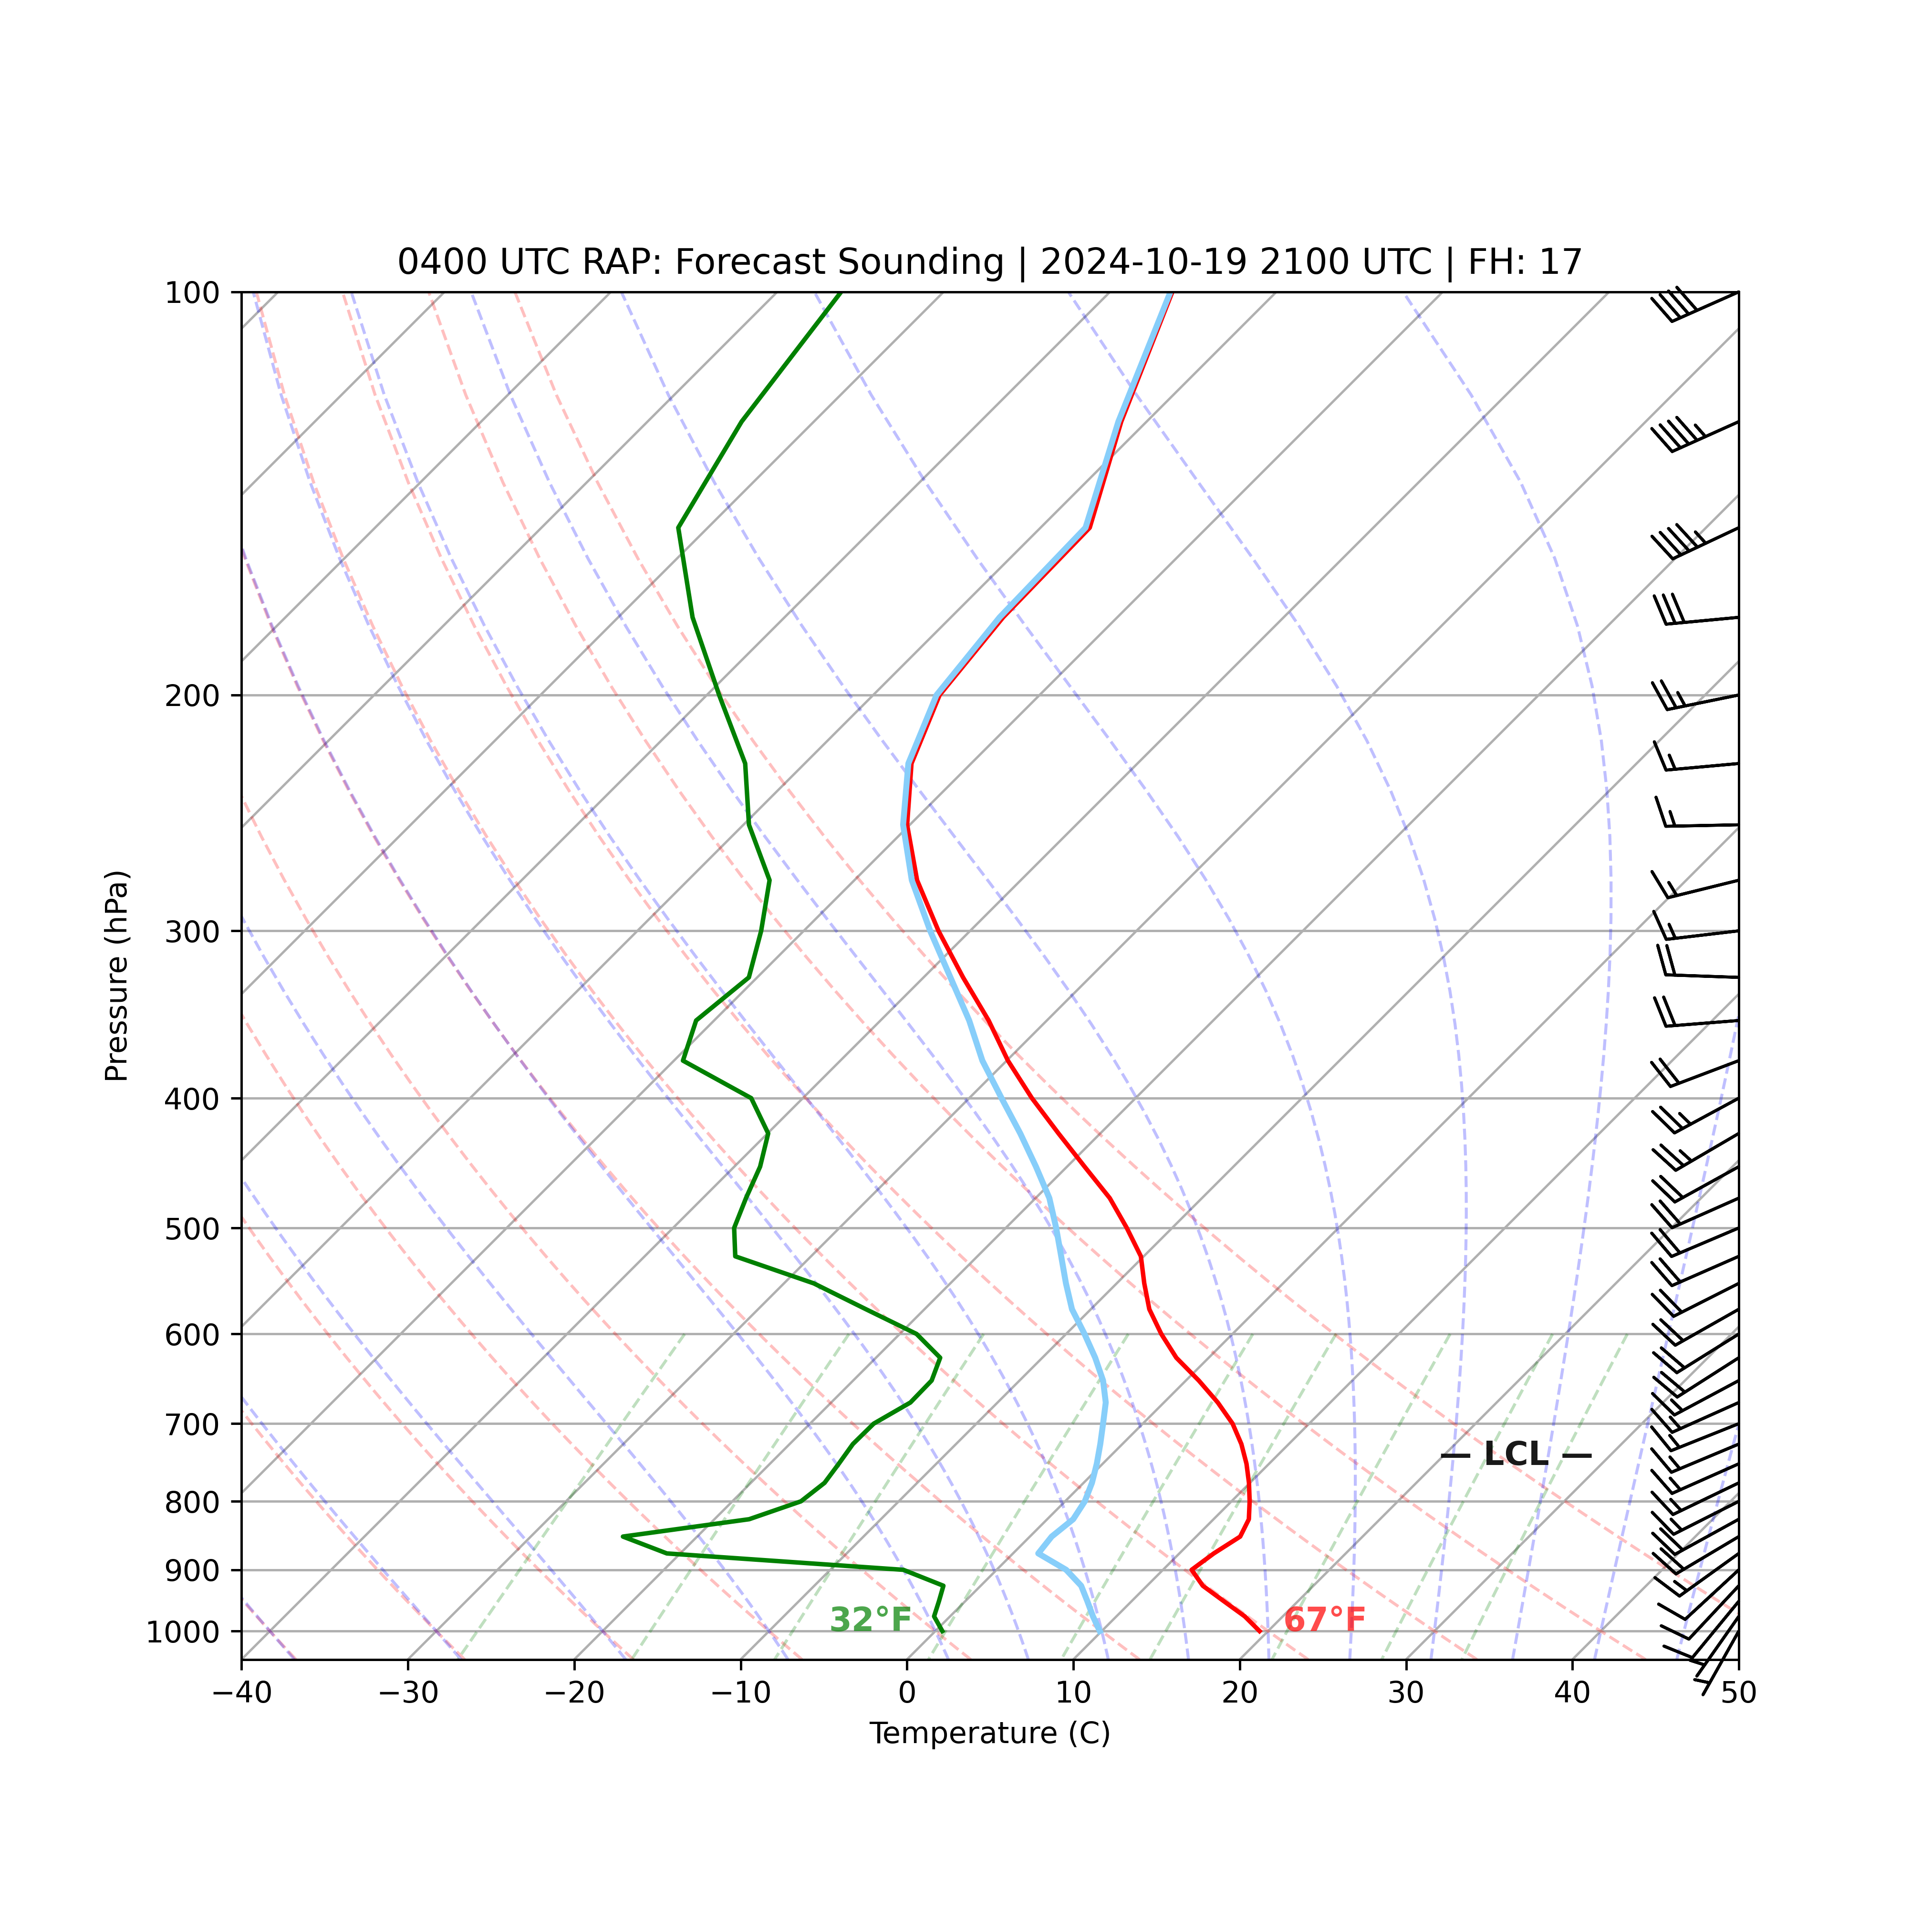 0400 UTC RAP: Forecast Sounding | 2024-10-19 2100 UTC | FH: 17
100
200
300
400
500
600
700
800
900
1000
Pressure (hPa)
— LCL —
32°F
67°F
−40 −30 −20 −10 0 10 20 30 40 50
Temperature (C)